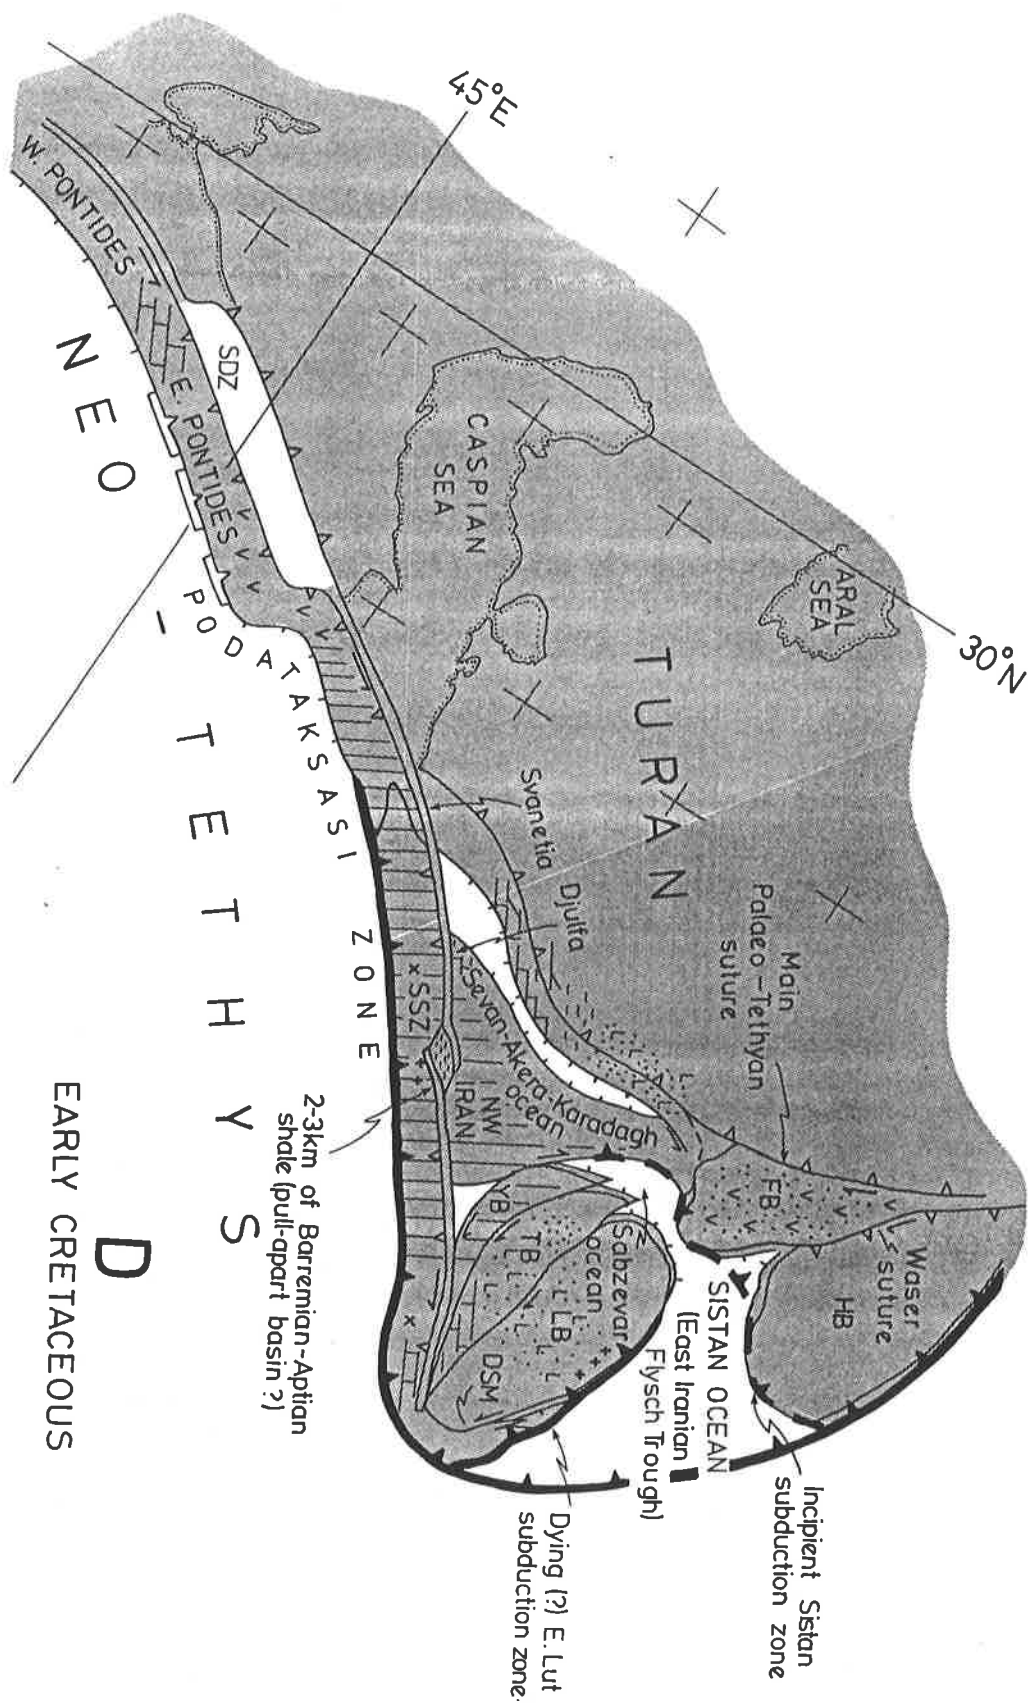 45°E
30°N
W. PONTIDES
E. PONTIDES
SDZ
CASPIAN
SEA
ARAL
SEA
TURAN
NEO - TETHYS
PODATAKSASI ZONE
Svanetia
Djulfa
Main
Palaeo-Tethyan
suture
Sevan-Akera-Karadagh
ocean
SSZ
NW
IRAN
FB
Waser
suture
HB
YB
TB
LB
DSM
Sabzevar
ocean
SISTAN OCEAN
(East Iranian
Flysch Trough)
Incipient Sistan
subduction zone
Dying (?) E. Lut
subduction zone
2-3km of Barremian-Aptian
shale (pull-apart basin ?)
D
EARLY CRETACEOUS